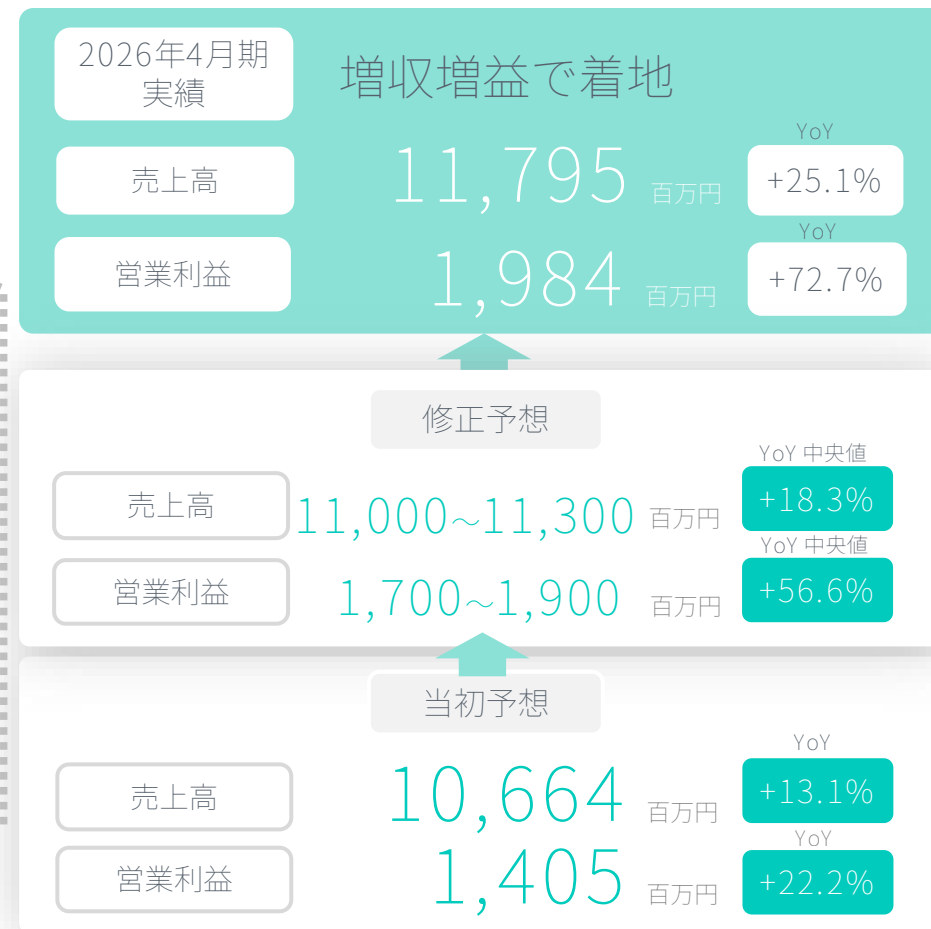 2026年4月期
実績
増収増益で着地
売上高
11,795 百万円
YoY
+25.1%
営業利益
1,984 百万円
YoY
+72.7%
修正予想
売上高
11,000～11,300 百万円
YoY 中央値
+18.3%
営業利益
1,700～1,900 百万円
YoY 中央値
+56.6%
当初予想
売上高
10,664 百万円
YoY
+13.1%
営業利益
1,405 百万円
YoY
+22.2%